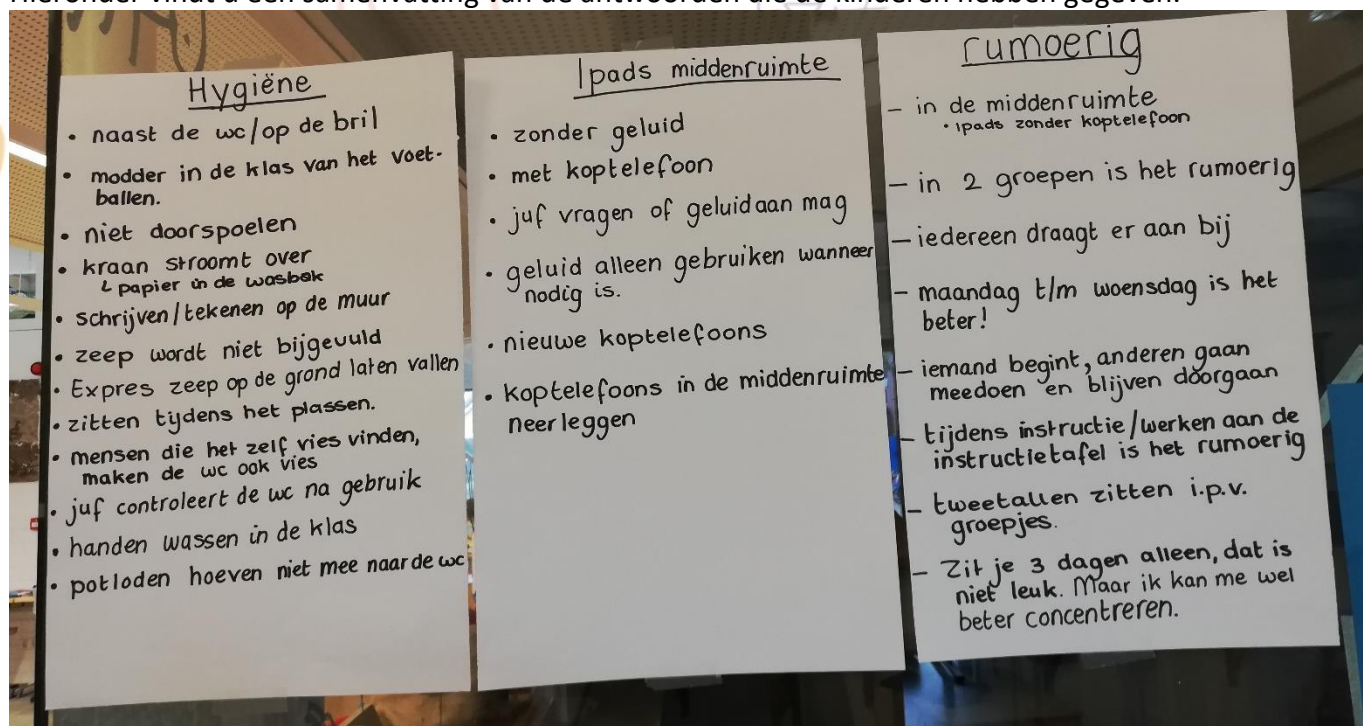 Hieronder vindt u een samenvatting van de antwoorden die de kinderen hebben gegeven.
Hygiëne
• naast de wc/op de bril
• modder in de klas van het voet-
ballen.
• niet doorspoelen
• kraan stroomt over
↳ papier in de wasbak
• schrijven/tekenen op de muur
• zeep wordt niet bijgevuld
• Expres zeep op de grond laten vallen
• zitten tijdens het plassen.
• mensen die het zelf vies vinden,
maken de wc ook vies
• juf controleert de wc na gebruik
• handen wassen in de klas
• potloden hoeven niet mee naar de wc
Ipads middenruimte
• zonder geluid
• met koptelefoon
• juf vragen of geluid aan mag
• geluid alleen gebruiken wanneer
nodig is.
• nieuwe koptelefoons
• koptelefoons in de middenruimte
neerleggen
rumoerig
– in de middenruimte
• ipads zonder koptelefoon
– in 2 groepen is het rumoerig
– iedereen draagt er aan bij
– maandag t/m woensdag is het
beter!
– iemand begint, anderen gaan
meedoen en blijven doorgaan
– tijdens instructie/werken aan de
instructietafel is het rumoerig
– tweetallen zitten i.p.v.
groepjes.
– Zit je 3 dagen alleen, dat is
niet leuk. Maar ik kan me wel
beter concentreren.